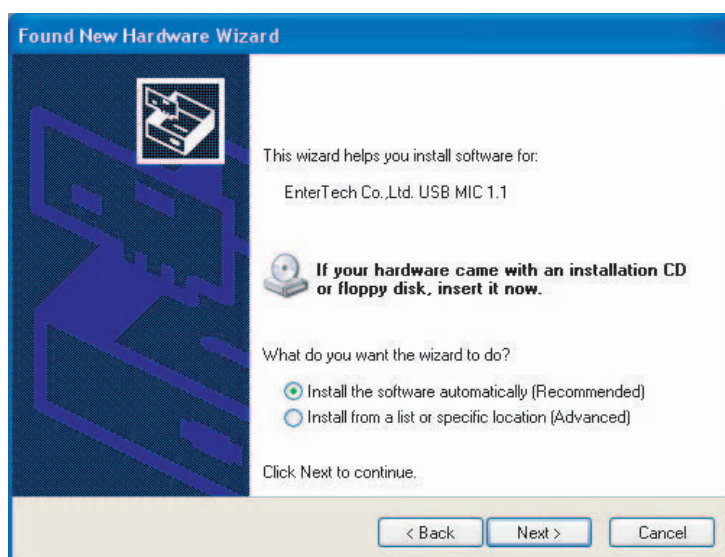 Found New Hardware Wizard
This wizard helps you install software for:
EnterTech Co.,Ltd. USB MIC 1.1
If your hardware came with an installation CD
or floppy disk, insert it now.
What do you want the wizard to do?
Install the software automatically (Recommended)
Install from a list or specific location (Advanced)
Click Next to continue.
< Back
Next >
Cancel